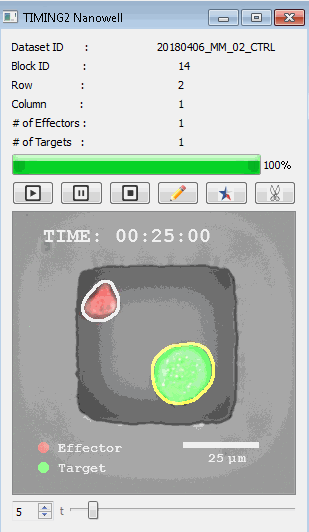 TIMING2 Nanowell
Dataset ID : 20180406_MM_02_CTRL
Block ID : 14
Row : 2
Column : 1
# of Effectors : 1
# of Targets : 1
100%
TIME: 00:25:00
Effector
Target
25 µm
5 t